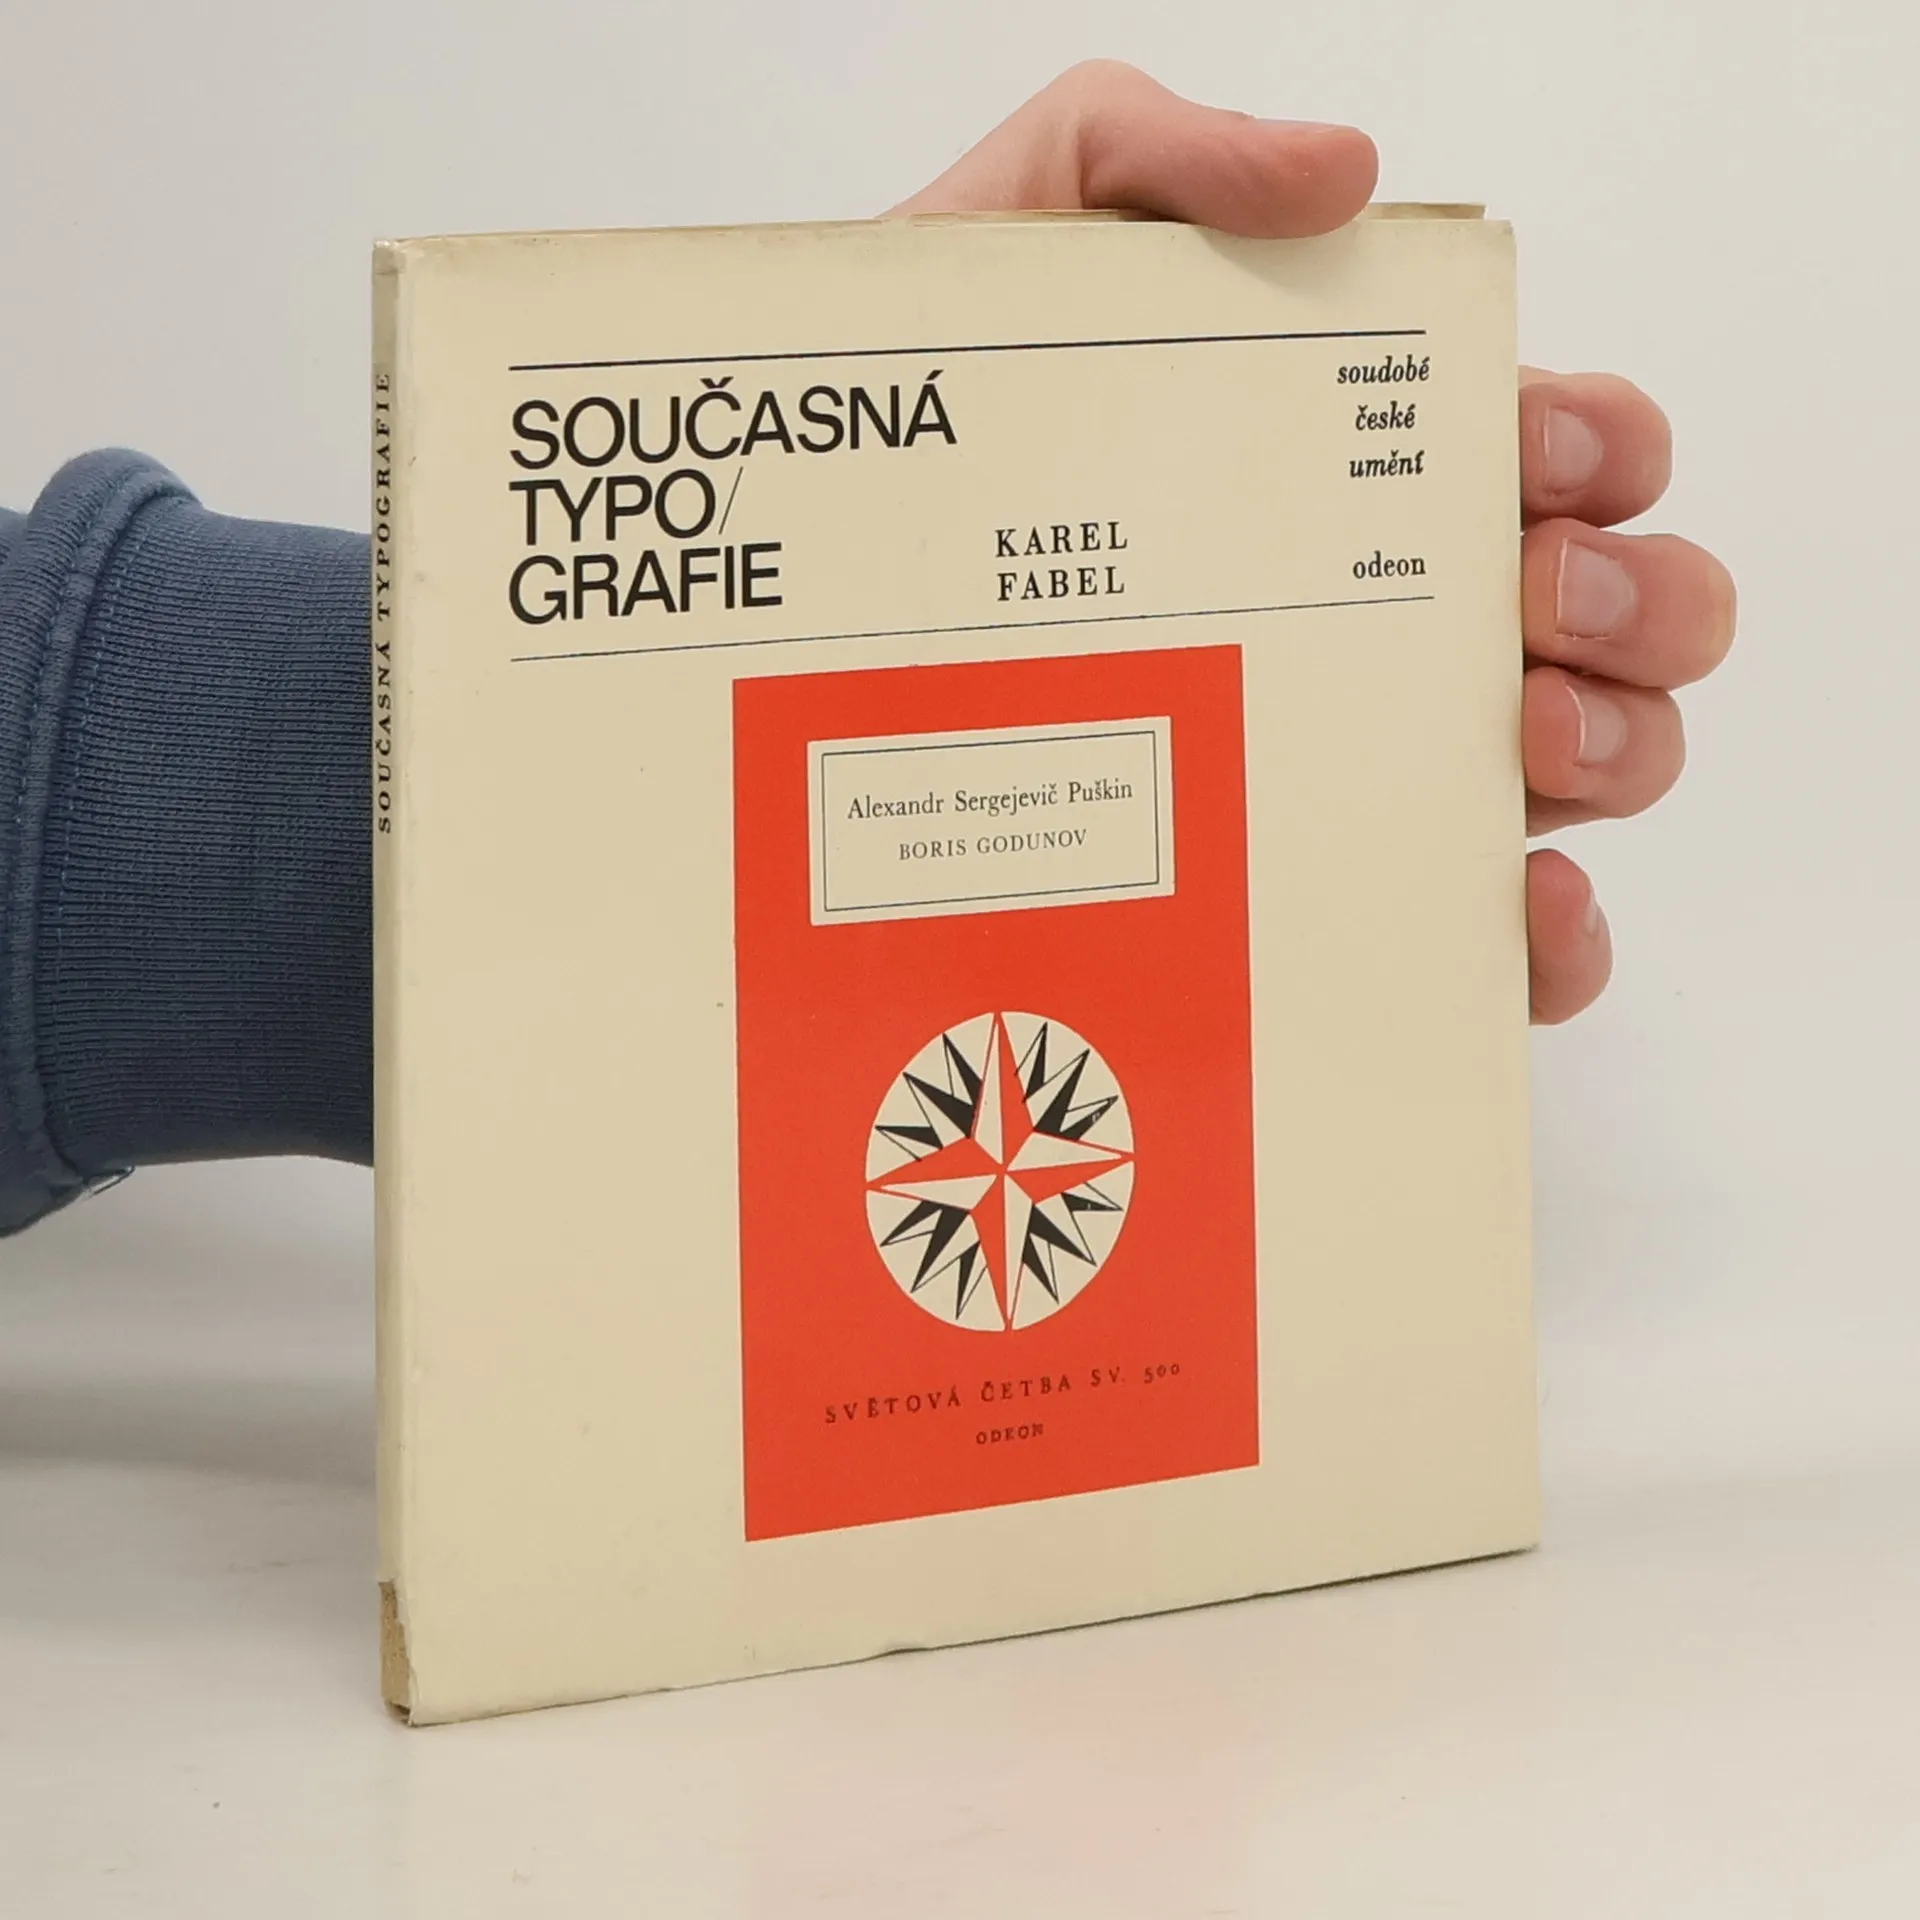 SOUČASNÁ TYPOGRAFIE
SOUČASNÁ
TYPO/
GRAFIE
KAREL
FABEL
soudobé
české
umění
odeon
Alexandr Sergejevič Puškin
BORIS GODUNOV
SVĚTOVÁ ČETBA SV. 500
ODEON